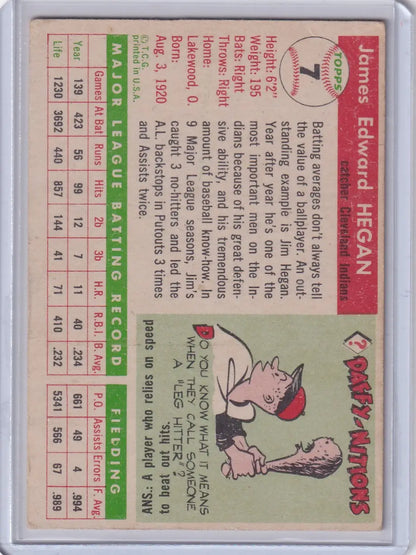 TOPPS
7
James Edward HEGAN
catcher Cleveland Indians
Height: 6'2"
Weight: 195
Bats: Right
Throws: Right
Home:
Lakewood, O.
Born:
Aug. 3, 1920
© T.C.G.
PRINTED IN U.S.A.
Batting averages don't always tell
the value of a ballplayer. An out-
standing example is Jim Hegan.
Year after year he's one of the
most important men on the In-
dians because of his great defen-
sive ability and his tremendous
amount of baseball know-how. In
9 Major League seasons, Jim's
caught 3 no-hitters and led the
A.L. backstops in Putouts 3 times
and Assists twice.
? DAFFY-NITIONS
DO YOU KNOW WHAT IT MEANS
WHEN THEY CALL SOMEONE
A "LEG HITTER"?
ANS.: A player who relies on speed
to beat out hits.
MAJOR LEAGUE BATTING RECORD FIELDING
Games At Bat Runs Hits 2b 3b H.R. R.B.I. B. Avg. P.O. Assists Errors F. Avg.
Year 139 423 56 99 12 7 11 40 .234 661 49 4 .994
Life 1230 3692 440 857 144 41 71 410 .232 5341 566 67 .989